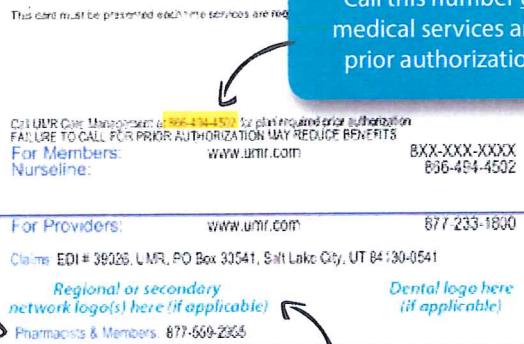 Call this number
medical services
prior authorizatio
This card must be presented each time services are
Call UMR Care Management at 866-494-4502 for plan required prior authorization
FAILURE TO CALL FOR PRIOR AUTHORIZATION MAY REDUCE BENEFITS
For Members: www.umr.com 8XX-XXX-XXXX
Nurseline: 866-494-4502
For Providers: www.umr.com 877-233-1800
Claims: EDI # 39026, UMR, PO Box 30541, Salt Lake City, UT 84130-0541
Regional or secondary
network logo(s) here (if applicable)
Dental logo here
(if applicable)
Pharmacists & Members: